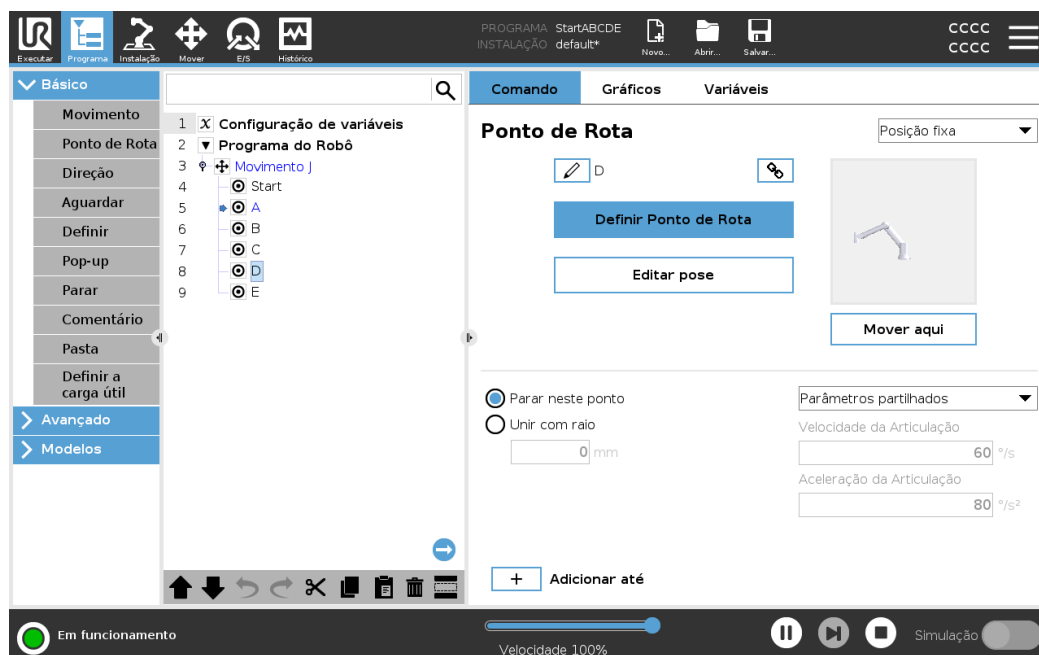 UR
Executar
Programa
Instalação
Mover
E/S
Histórico
PROGRAMA StartABCDE
INSTALAÇÃO default*
Novo...
Abrir...
Salvar...
cccc
cccc
Básico
Movimento
Ponto de Rota
Direção
Aguardar
Definir
Pop-up
Parar
Comentário
Pasta
Definir a
carga útil
Avançado
Modelos
1 X Configuração de variáveis
2 Programa do Robô
3 Movimento J
4 Start
5 A
6 B
7 C
8 D
9 E
Comando Gráficos Variáveis
Ponto de Rota
Posição fixa
D
Definir Ponto de Rota
Editar pose
Mover aqui
Parar neste ponto
Unir com raio
0 mm
Parâmetros partilhados
Velocidade da Articulação
60 °/s
Aceleração da Articulação
80 °/s²
+ Adicionar até
Em funcionamento
Velocidade 100%
Simulação